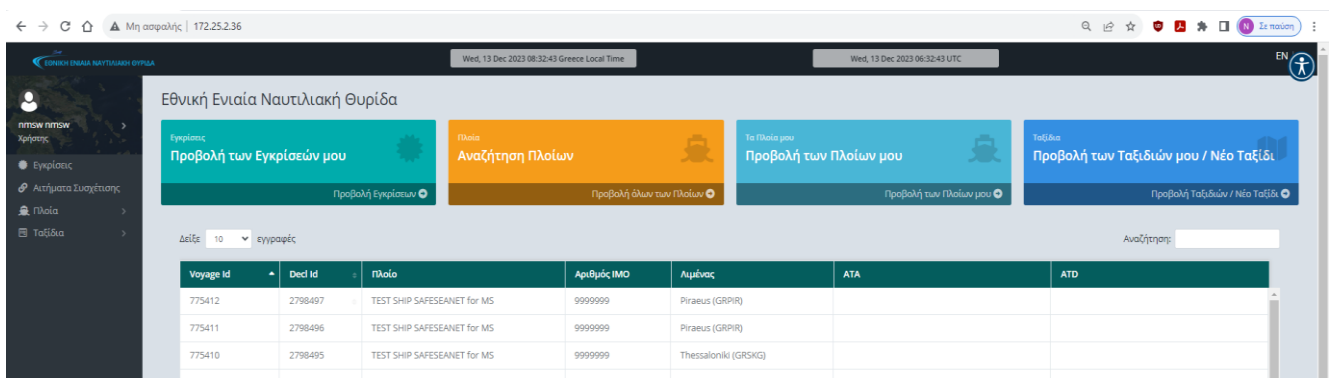 Μη ασφαλής | 172.25.2.36
Σε παύση
ΕΘΝΙΚΗ ΕΝΙΑΙΑ ΝΑΥΤΙΛΙΑΚΗ ΘΥΡΙΔΑ
Wed, 13 Dec 2023 08:32:43 Greece Local Time
Wed, 13 Dec 2023 06:32:43 UTC
EN
nmsw nmsw
Χρήστης
Εγκρίσεις
Αιτήματα Συσχέτισης
Πλοία
Ταξίδια
Εθνική Ενιαία Ναυτιλιακή Θυρίδα
Εγκρίσεις
Προβολή των Εγκρίσεών μου
Προβολή Εγκρίσεων
Πλοία
Αναζήτηση Πλοίων
Προβολή όλων των Πλοίων
Τα Πλοία μου
Προβολή των Πλοίων μου
Προβολή των Πλοίων μου
Ταξίδια
Προβολή των Ταξιδιών μου / Νέο Ταξίδι
Προβολή Ταξιδιών / Νέο Ταξίδι
Δείξε 10 εγγραφές
Αναζήτηση:
Voyage Id Decl Id Πλοίο Αριθμός IMO Λιμένας ATA ATD
775412 2798497 TEST SHIP SAFESEANET for MS 9999999 Piraeus (GRPIR)
775411 2798496 TEST SHIP SAFESEANET for MS 9999999 Piraeus (GRPIR)
775410 2798495 TEST SHIP SAFESEANET for MS 9999999 Thessaloniki (GRSKG)